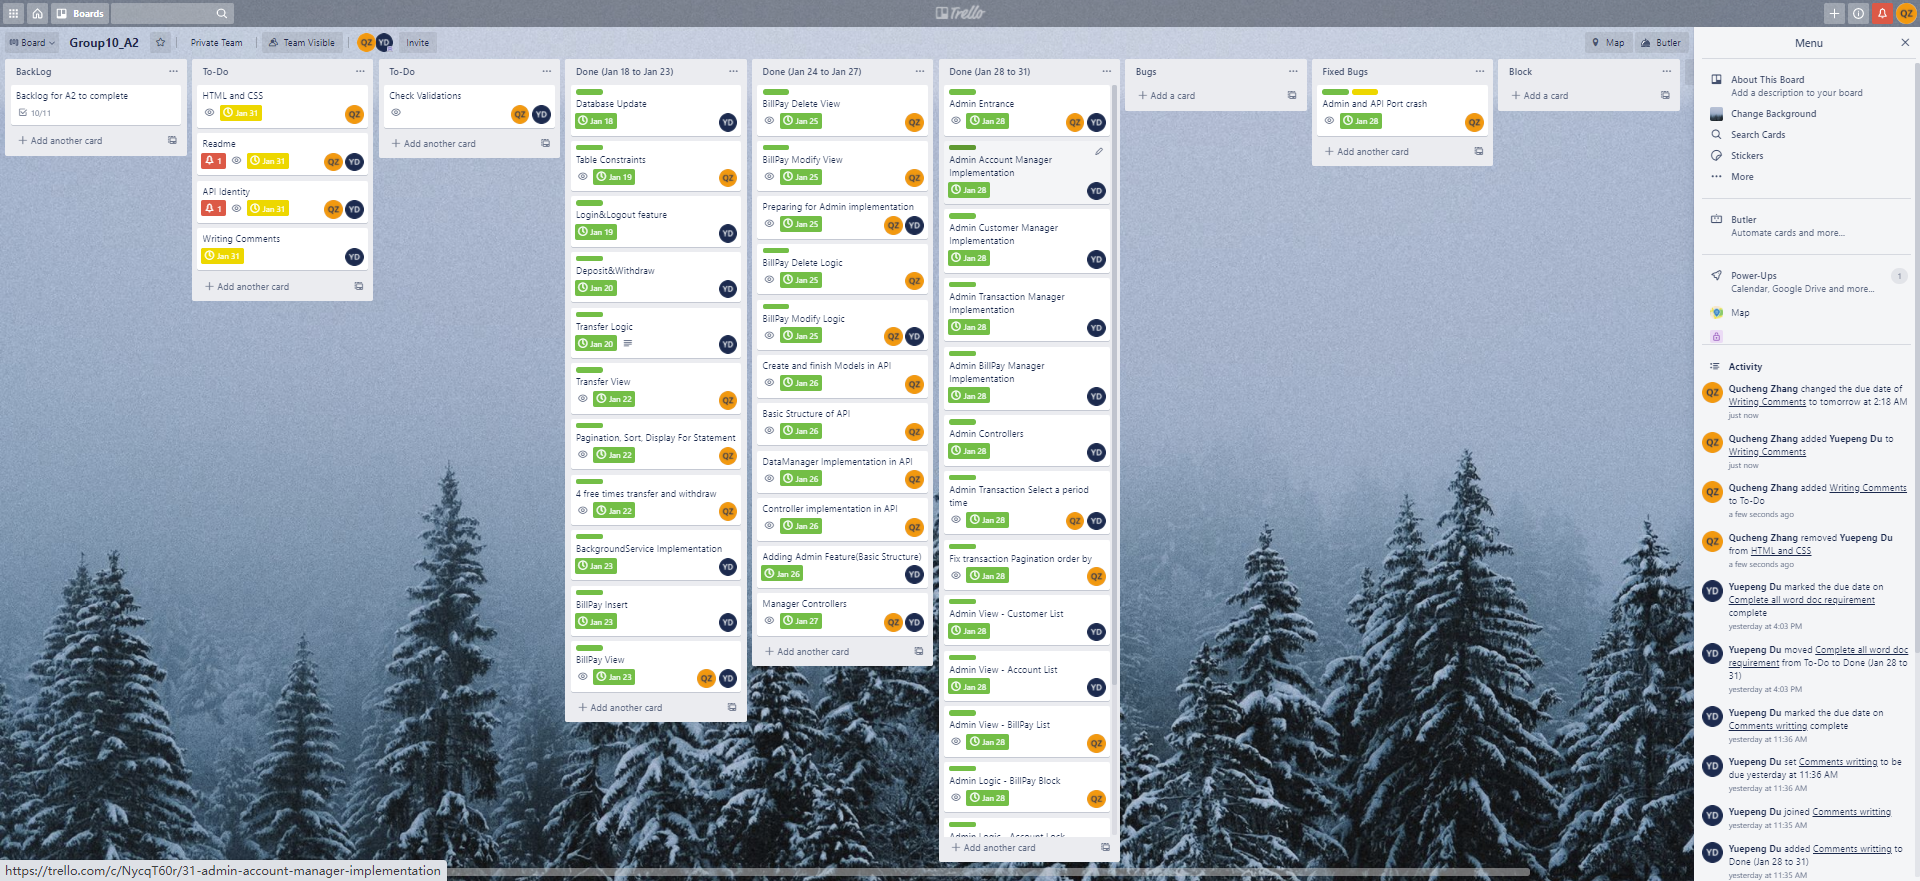 Boards
Trello
QZ
Board
Group10_A2
Private Team
Team Visible
QZ YD
Invite
Map
Butler
BackLog
Backlog for A2 to complete
10/11
+ Add another card
To-Do
HTML and CSS
Jan 31
QZ
Readme
1
Jan 31
QZ YD
API Identity
1
Jan 31
QZ YD
Writing Comments
Jan 31
YD
+ Add another card
To-Do
Check Validations
QZ YD
+ Add another card
Done (Jan 18 to Jan 23)
Database Update
Jan 18
YD
Table Constraints
Jan 19
QZ
Login&Logout feature
Jan 19
YD
Deposit&Withdraw
Jan 20
YD
Transfer Logic
Jan 20
YD
Transfer View
Jan 22
QZ
Pagination, Sort, Display For Statement
Jan 22
QZ
4 free times transfer and withdraw
Jan 22
QZ
BackgroundService Implementation
Jan 23
YD
BillPay Insert
Jan 23
YD
BillPay View
Jan 23
QZ YD
+ Add another card
Done (Jan 24 to Jan 27)
BillPay Delete View
Jan 25
QZ
BillPay Modify View
Jan 25
QZ
Preparing for Admin implementation
Jan 25
QZ YD
BillPay Delete Logic
Jan 25
QZ
BillPay Modify Logic
Jan 25
QZ YD
Create and finish Models in API
Jan 26
QZ
Basic Structure of API
Jan 26
QZ
DataManager Implementation in API
Jan 26
QZ
Controller implementation in API
Jan 26
QZ
Adding Admin Feature(Basic Structure)
Jan 26
YD
Manager Controllers
Jan 27
QZ YD
+ Add another card
Done (Jan 28 to 31)
Admin Entrance
Jan 28
QZ YD
Admin Account Manager
Implementation
Jan 28
YD
Admin Customer Manager
Implementation
Jan 28
YD
Admin Transaction Manager
Implementation
Jan 28
YD
Admin BillPay Manager
Implementation
Jan 28
YD
Admin Controllers
Jan 28
YD
Admin Transaction Select a period
time
Jan 28
QZ YD
Fix transaction Pagination order by
Jan 28
QZ
Admin View - Customer List
Jan 28
YD
Admin View - Account List
Jan 28
YD
Admin View - BillPay List
Jan 28
QZ
Admin Logic - BillPay Block
Jan 28
QZ
Admin Logic - Account Lock
+ Add another card
Bugs
+ Add a card
Fixed Bugs
Admin and API Port crash
Jan 28
QZ
+ Add another card
Block
+ Add a card
Menu
About This Board
Add a description to your board
Change Background
Search Cards
Stickers
More
Butler
Automate cards and more...
Power-Ups
1
Calendar, Google Drive and more...
Map
Activity
QZ
Qucheng Zhang changed the due date of
Writing Comments to tomorrow at 2:18 AM
just now
QZ
Qucheng Zhang added Yuepeng Du to
Writing Comments
just now
QZ
Qucheng Zhang added Writing Comments
to To-Do
a few seconds ago
QZ
Qucheng Zhang removed Yuepeng Du
from HTML and CSS
a few seconds ago
YD
Yuepeng Du marked the due date on
Complete all word doc requirement
complete
yesterday at 4:03 PM
YD
Yuepeng Du moved Complete all word doc
requirement from To-Do to Done (Jan 28 to
31)
yesterday at 4:03 PM
YD
Yuepeng Du marked the due date on
Comments writting complete
yesterday at 11:36 AM
YD
Yuepeng Du set Comments writting to be
due yesterday at 11:36 AM
yesterday at 11:36 AM
YD
Yuepeng Du joined Comments writting
yesterday at 11:35 AM
YD
Yuepeng Du added Comments writting to
Done (Jan 28 to 31)
yesterday at 11:35 AM
https://trello.com/c/NycqT60r/31-admin-account-manager-implementation